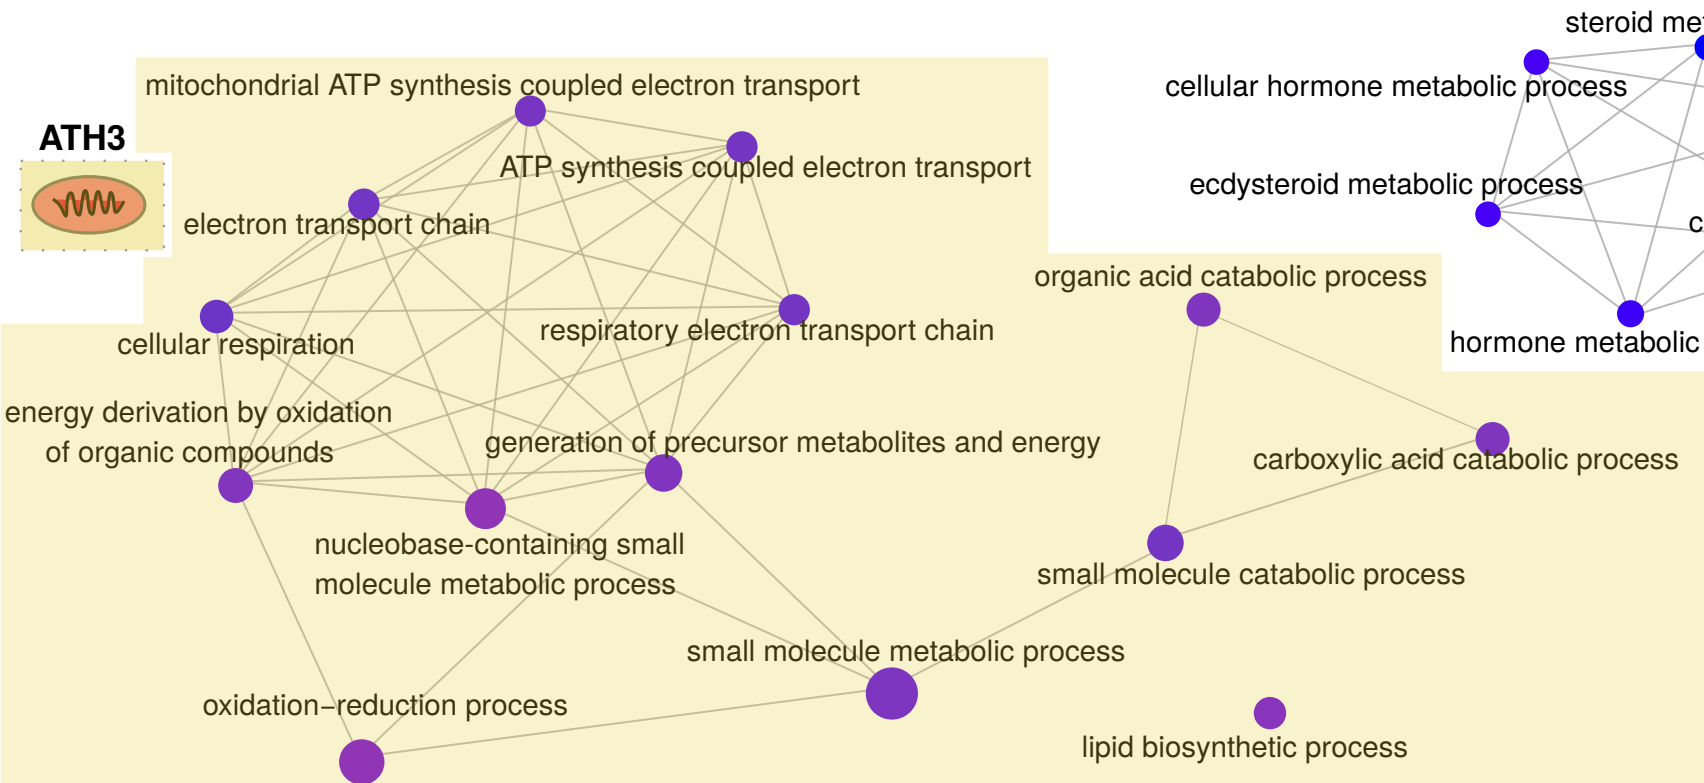 steroid
cellular hormone metabolic process
mitochondrial ATP synthesis coupled electron transport
ATH3
ATP synthesis coupled electron transport
ecdysteroid metabolic process
electron transport chain
organic acid catabolic process
cellular respiration
respiratory electron transport chain
hormone metabolic
energy derivation by oxidation
of organic compounds
generation of precursor metabolites and energy
carboxylic acid catabolic process
nucleobase-containing small
molecule metabolic process
small molecule catabolic process
small molecule metabolic process
oxidation−reduction process
lipid biosynthetic process